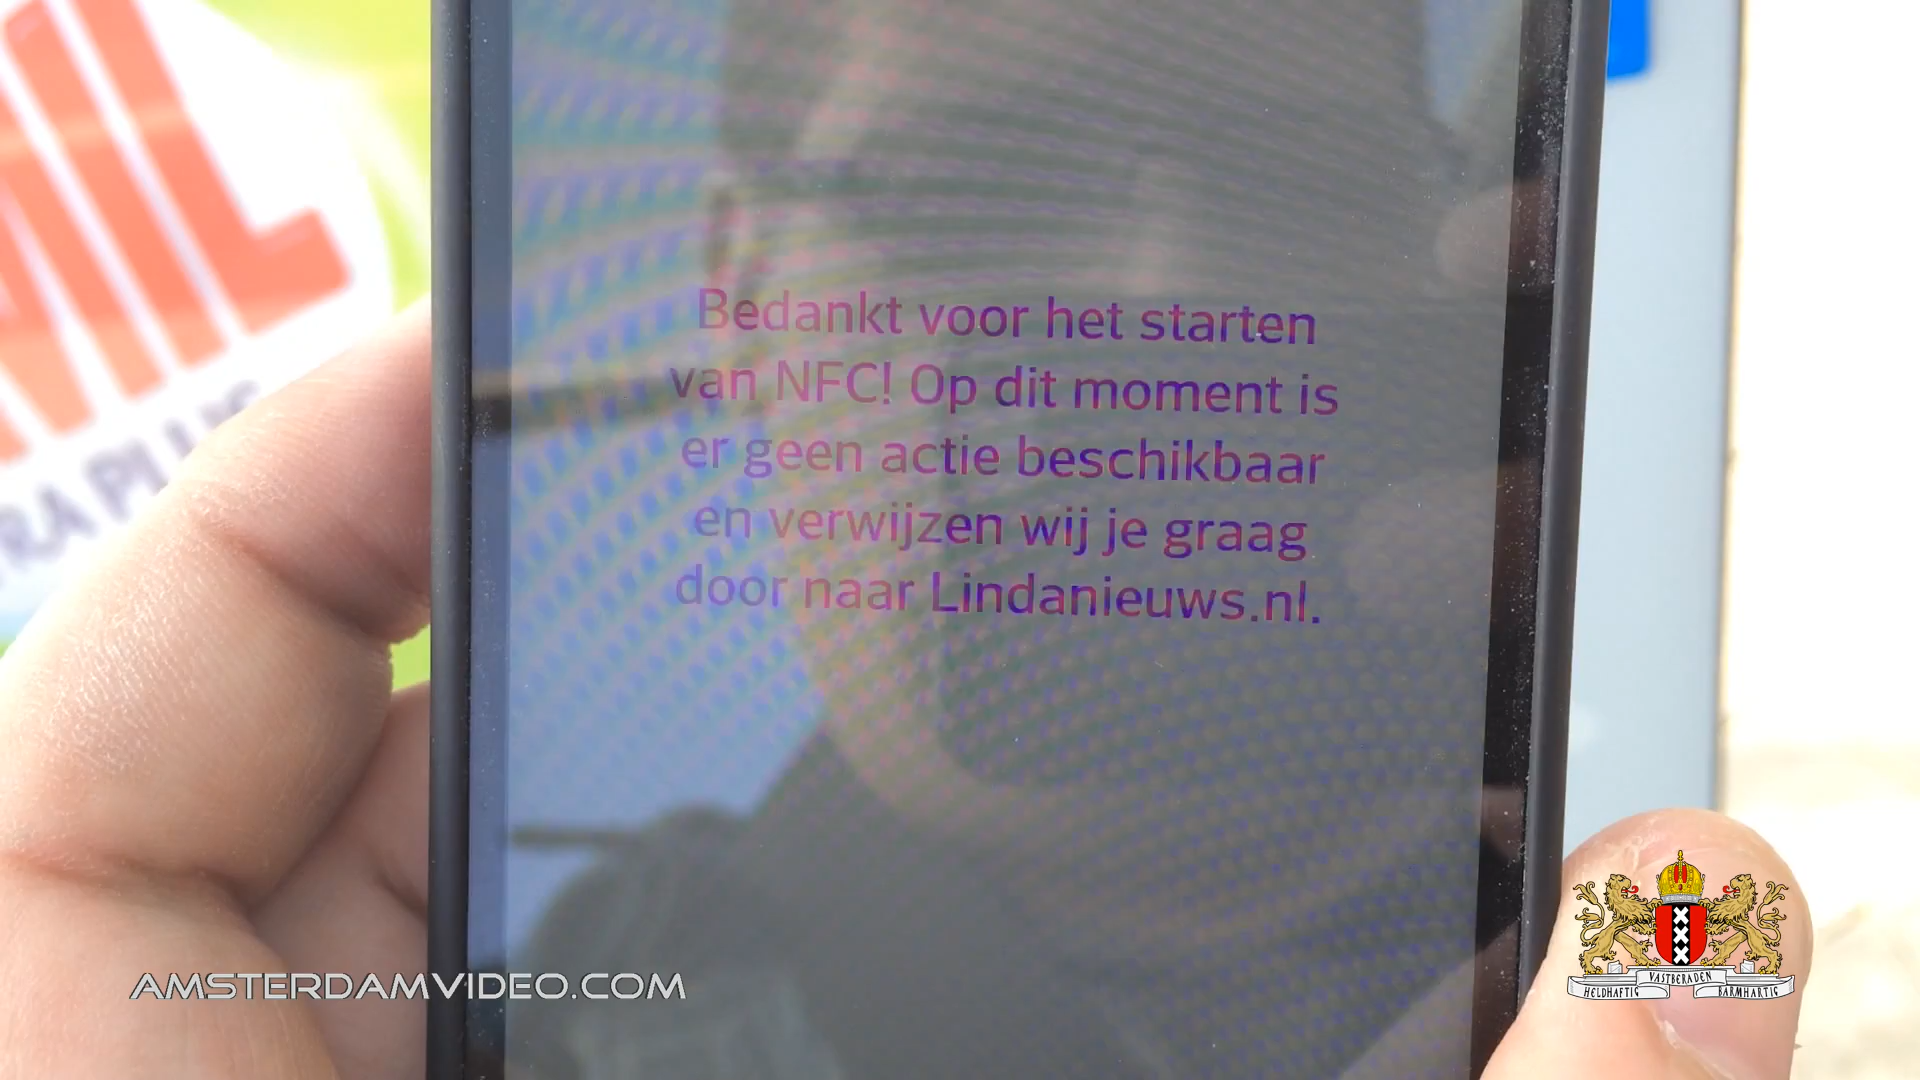 Bedankt voor het starten
van NFC! Op dit moment is
er geen actie beschikbaar
en verwijzen wij je graag
door naar Lindanieuws.nl.
AMSTERDAMVIDEO.COM
VASTBERADEN
HELDHAFTIG BARMHARTIG